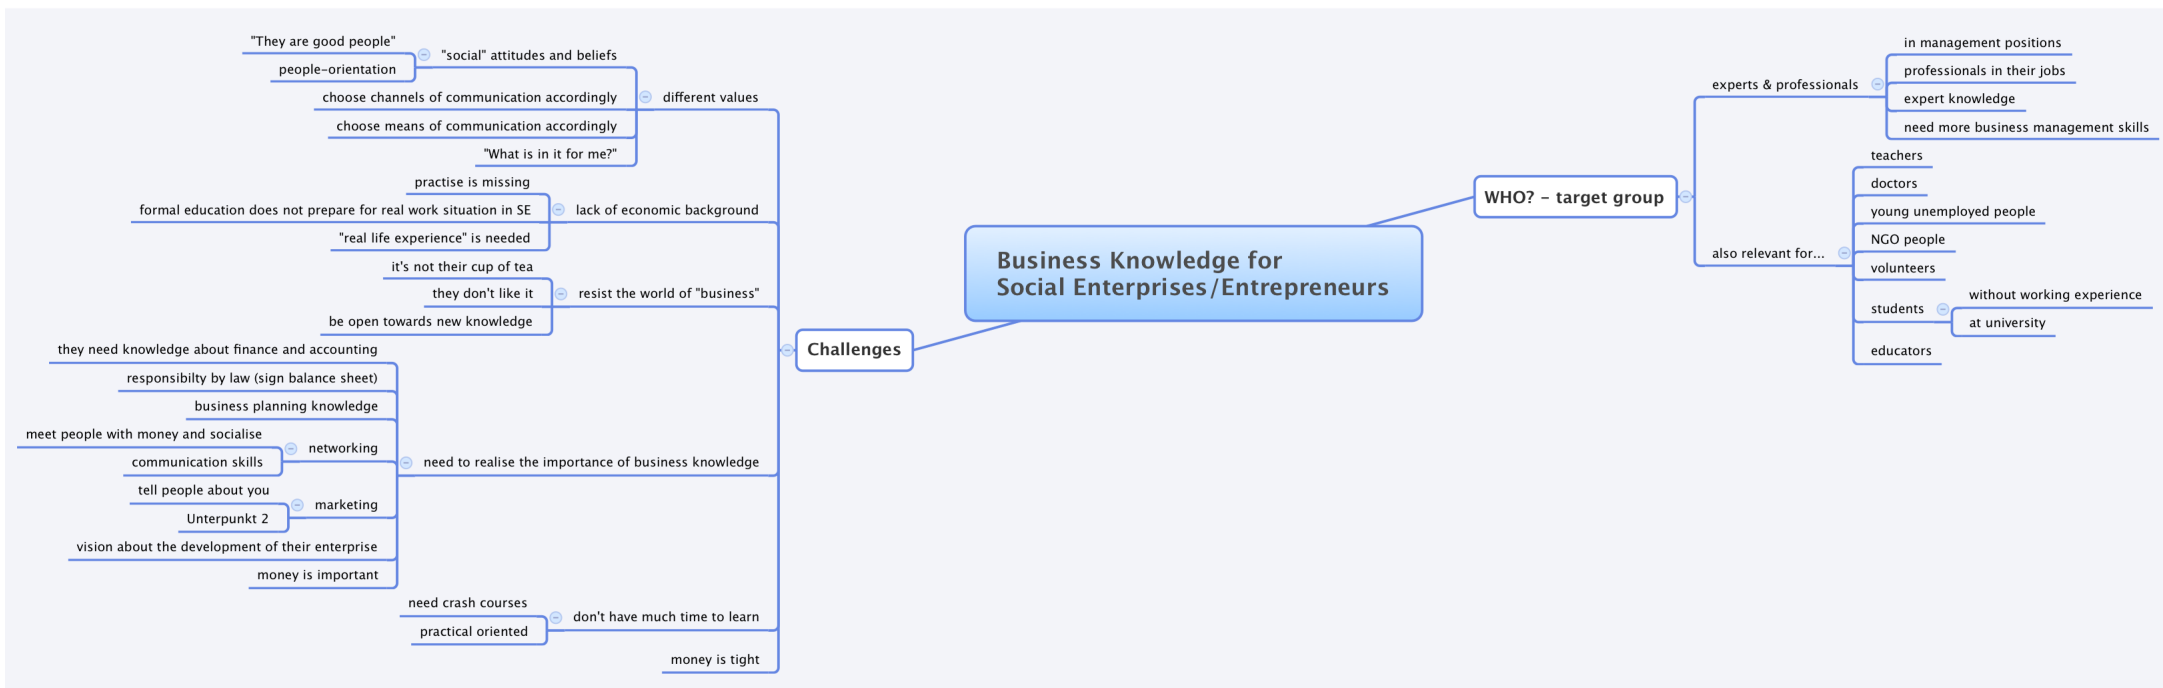 Business Knowledge for
Social Enterprises/Entrepreneurs
WHO? – target group
experts & professionals
in management positions
professionals in their jobs
expert knowledge
need more business management skills
also relevant for...
teachers
doctors
young unemployed people
NGO people
volunteers
students
without working experience
at university
educators
Challenges
different values
"social" attitudes and beliefs
"They are good people"
people-orientation
choose channels of communication accordingly
choose means of communication accordingly
"What is in it for me?"
lack of economic background
practise is missing
formal education does not prepare for real work situation in SE
"real life experience" is needed
resist the world of "business"
it's not their cup of tea
they don't like it
be open towards new knowledge
need to realise the importance of business knowledge
they need knowledge about finance and accounting
responsibilty by law (sign balance sheet)
business planning knowledge
networking
meet people with money and socialise
communication skills
marketing
tell people about you
Unterpunkt 2
vision about the development of their enterprise
money is important
don't have much time to learn
need crash courses
practical oriented
money is tight